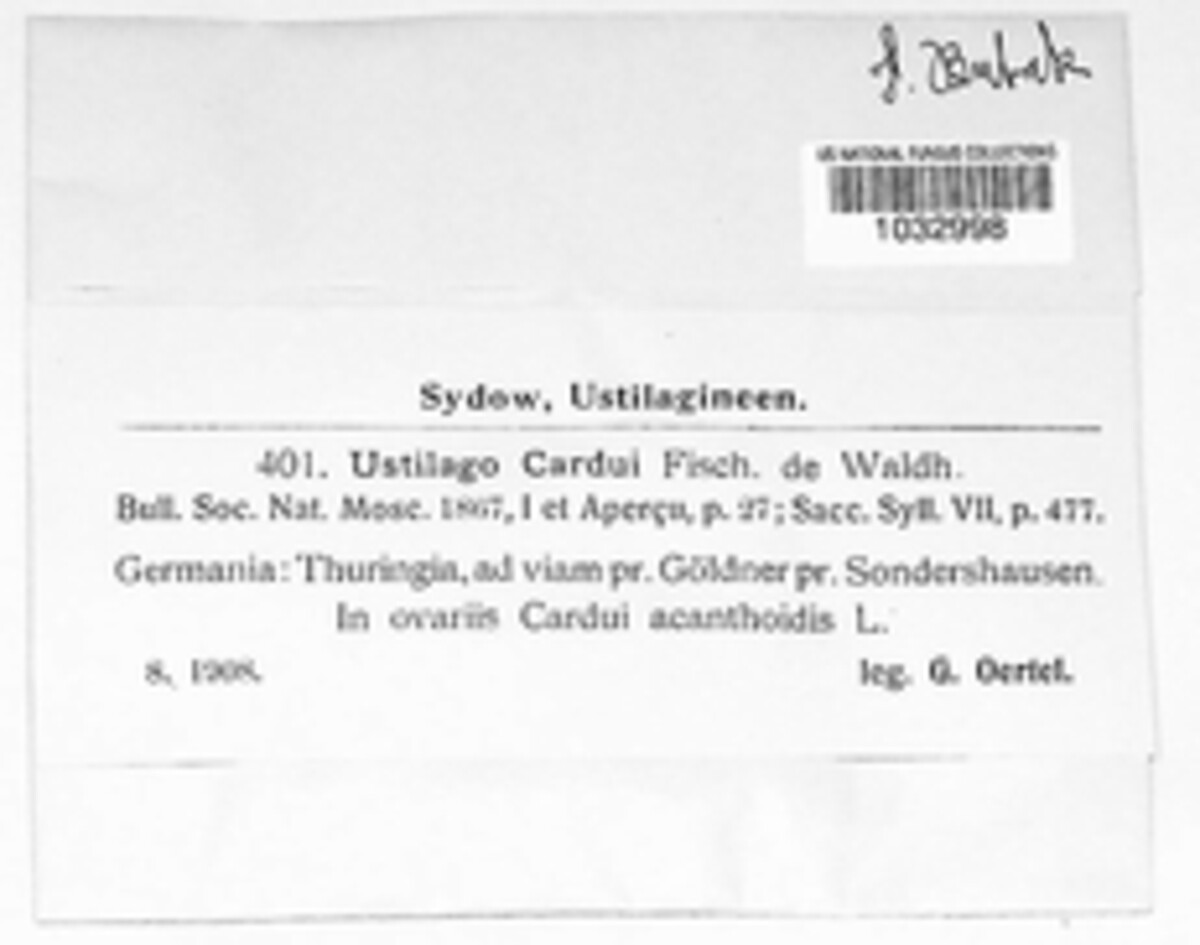 F. Bubak
US NATIONAL FUNGUS COLLECTIONS
1032998
Sydow, Ustilagineen.
401. Ustilago Cardui Fisch. de Waldh.
Bull. Soc. Nat. Mosc. 1867, I et Aperçu, p. 27; Sacc. Syll. VII, p. 477.
Germania: Thuringia, ad viam pr. Göldner pr. Sondershausen.
In ovariis Cardui acanthoidis L.
8. 1908.
leg. G. Oertel.